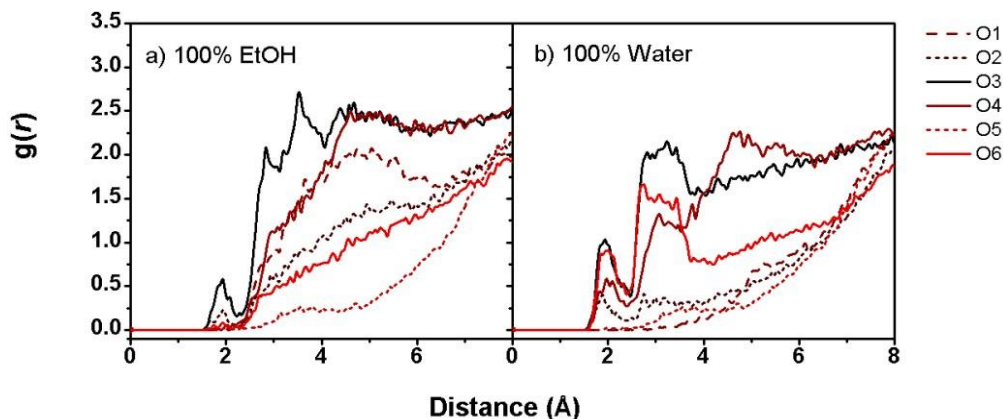 a) 100% EtOH
b) 100% Water
g(r)
3.5
3.0
2.5
2.0
1.5
1.0
0.5
0.0
0 2 4 6 0 2 4 6 8
Distance (Å)
O1
O2
O3
O4
O5
O6